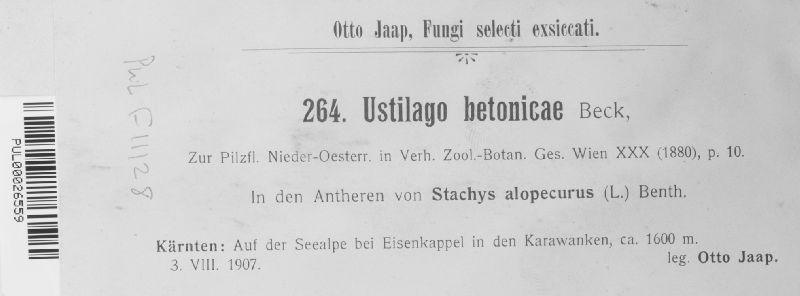 Otto Jaap, Fungi selecti exsiccati.
264. Ustilago betonicae Beck,
Zur Pilzfl. Nieder-Oesterr. in Verh. Zool.-Botan. Ges. Wien XXX (1880), p. 10.
In den Antheren von Stachys alopecurus (L.) Benth.
Kärnten: Auf der Seealpe bei Eisenkappel in den Karawanken, ca. 1600 m.
3. VIII. 1907.
leg. Otto Jaap.
PUL F11128
PUL00026559